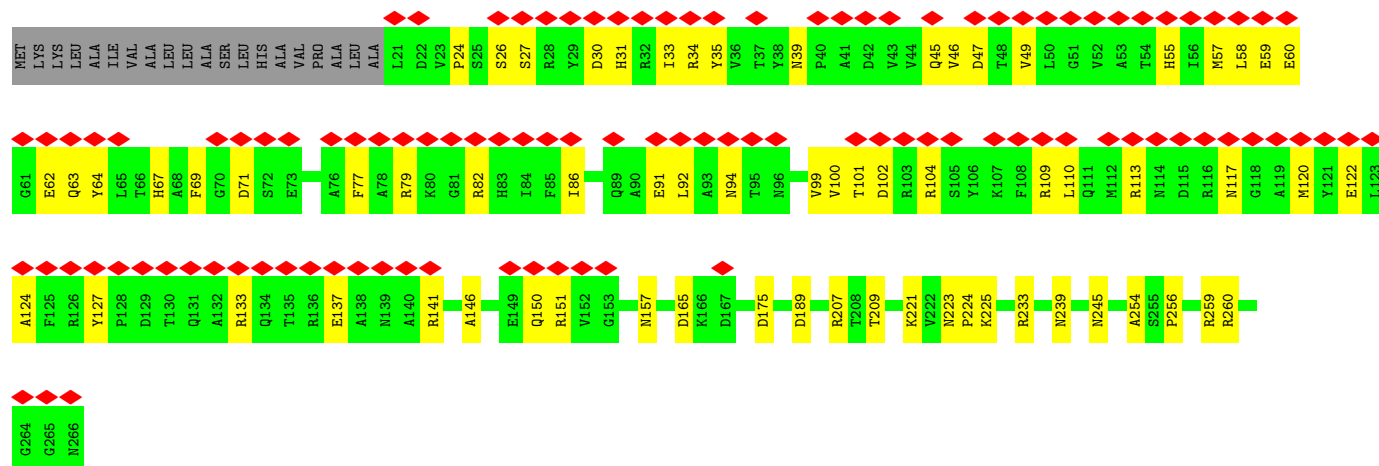 MET LYS LYS LEU ALA ILE VAL ALA LEU LEU ALA SER LEU HIS ALA VAL PRO ALA LEU ALA L21 D22 V23 P24 S25 S26 S27 R28 Y29 D30 H31 R32 I33 R34 Y35 V36 T37 Y38 N39 P40 A41 D42 V43 V44 Q45 V46 D47 T48 V49 L50 G51 V52 A53 T54 H55 I56 M57 L58 E59 E60
G61 E62 Q63 Y64 L65 T66 H67 A68 F69 G70 D71 S72 E73 A76 F77 A78 R79 K80 G81 R82 H83 I84 F85 I86 Q89 A90 E91 L92 A93 N94 T95 N96 V99 V100 T101 D102 R103 R104 S105 Y106 K107 F108 R109 L110 Q111 M112 R113 N114 D115 R116 N117 G118 A119 M120 Y121 E122 L123
A124 F125 R126 Y127 P128 D129 T130 Q131 A132 R133 Q134 T135 R136 E137 A138 N139 A140 R141 A146 E149 Q150 R151 V152 G153 N157 D165 K166 D167 D175 D189 R207 T208 T209 K221 V222 N223 P224 K225 R233 N239 N245 A254 S255 P256 R259 R260
G264 G265 N266